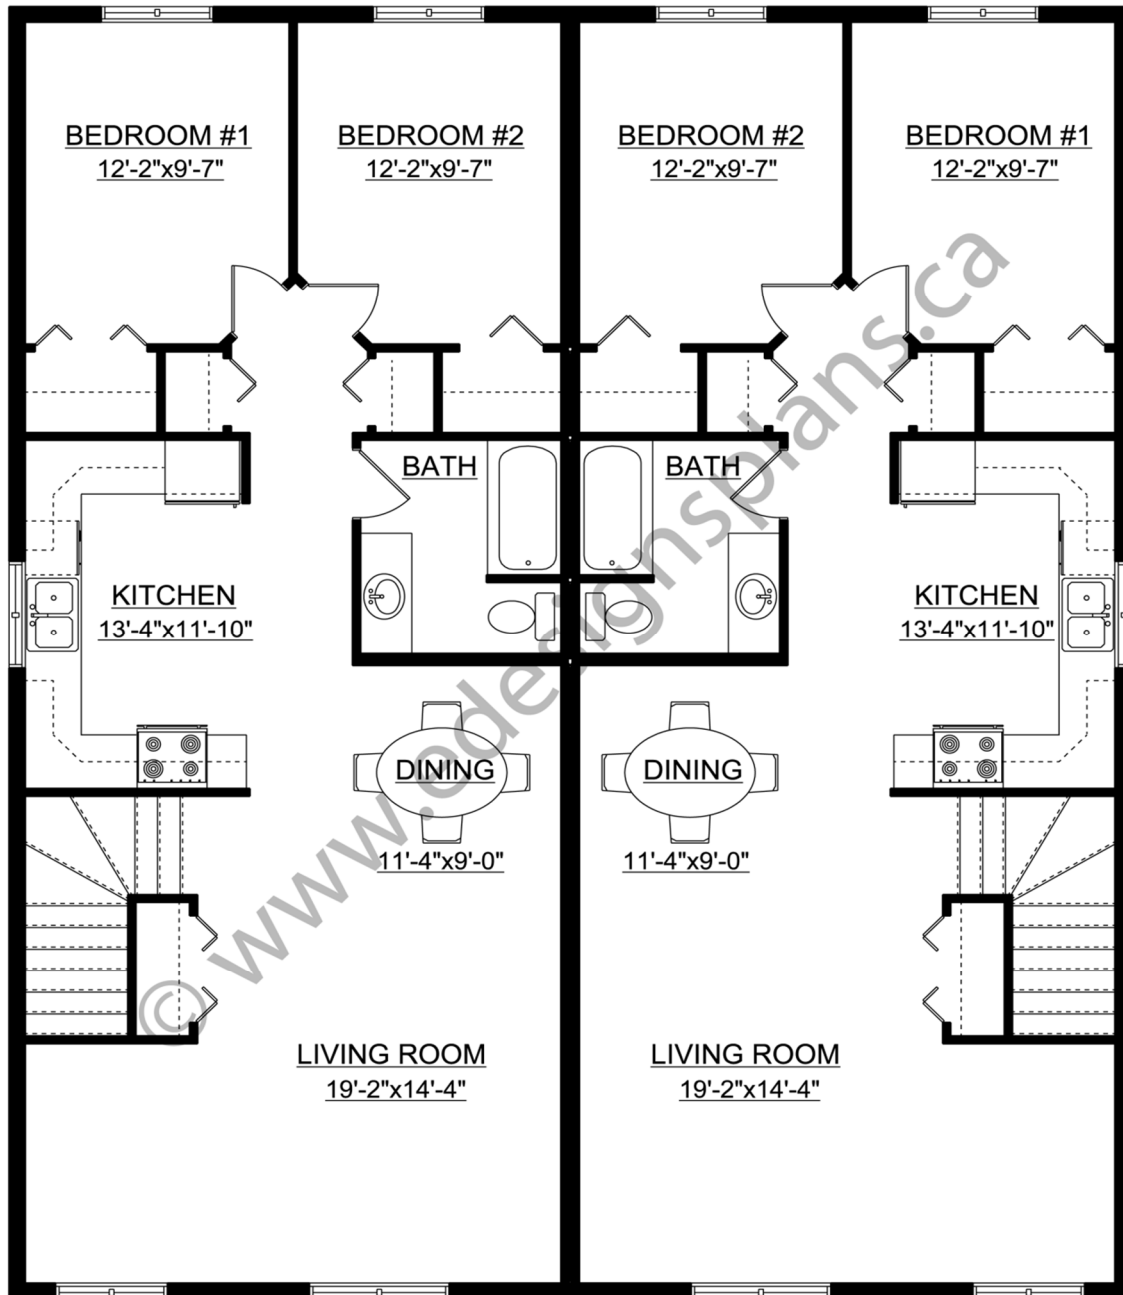 BEDROOM #1
12'-2"x9'-7"
BEDROOM #2
12'-2"x9'-7"
BEDROOM #2
12'-2"x9'-7"
BEDROOM #1
12'-2"x9'-7"
BATH
BATH
KITCHEN
13'-4"x11'-10"
KITCHEN
13'-4"x11'-10"
DINING
11'-4"x9'-0"
DINING
11'-4"x9'-0"
LIVING ROOM
19'-2"x14'-4"
LIVING ROOM
19'-2"x14'-4"
© www.edesignsplans.ca